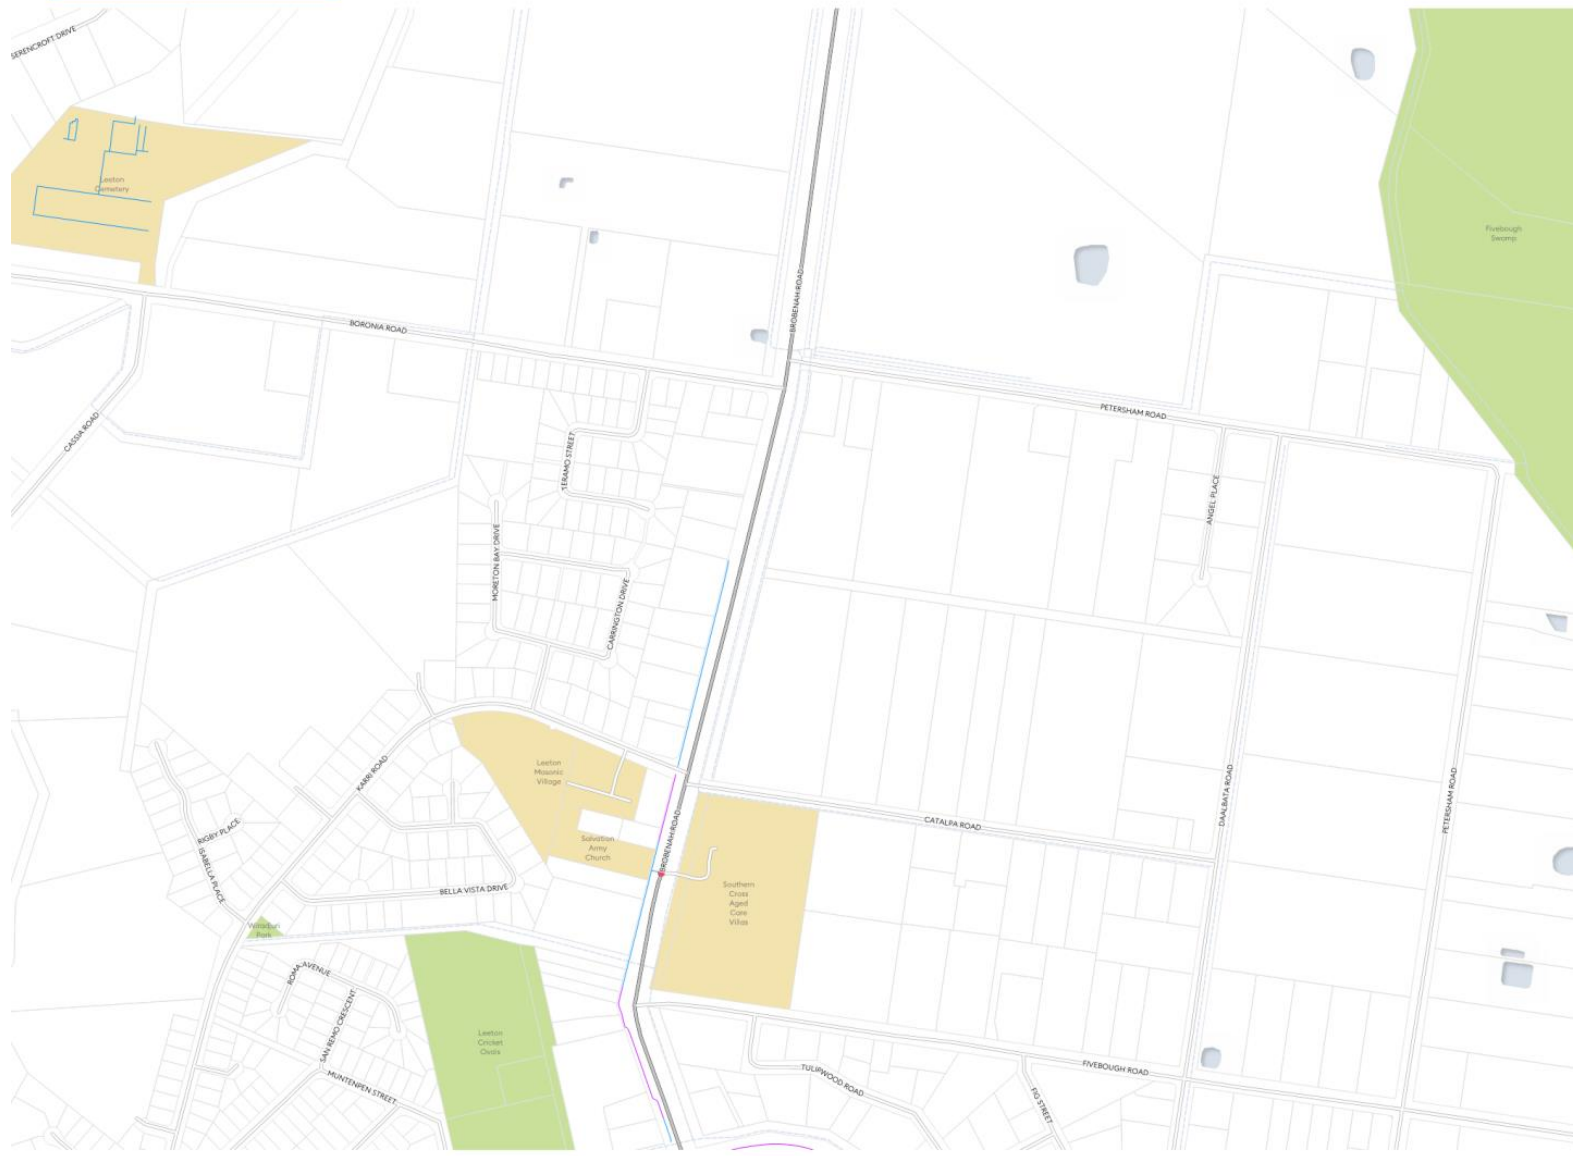 SERENCROFT DRIVE
Leeton
Cemetery
Fivebough
Swamp
BROBENAH ROAD
BORONIA ROAD
PETERSHAM ROAD
CASSIA ROAD
TERAMO STREET
ANGEL PLACE
MORETON BAY DRIVE
CARRINGTON DRIVE
KARRI ROAD
Leeton
Masonic
Village
DAALBATA ROAD
PETERSHAM ROAD
RIGBY PLACE
BROBENAH ROAD
CATALPA ROAD
Salvation
Army
Church
ISABELLA PLACE
BELLA VISTA DRIVE
Southern
Cross
Aged
Care
Villas
Park
ROMA AVENUE
SAN REMO CRESCENT
Leeton
Cricket
Ovals
MUNTENPEN STREET
TULIPWOOD ROAD
FIVEBOUGH ROAD
FIG STREET